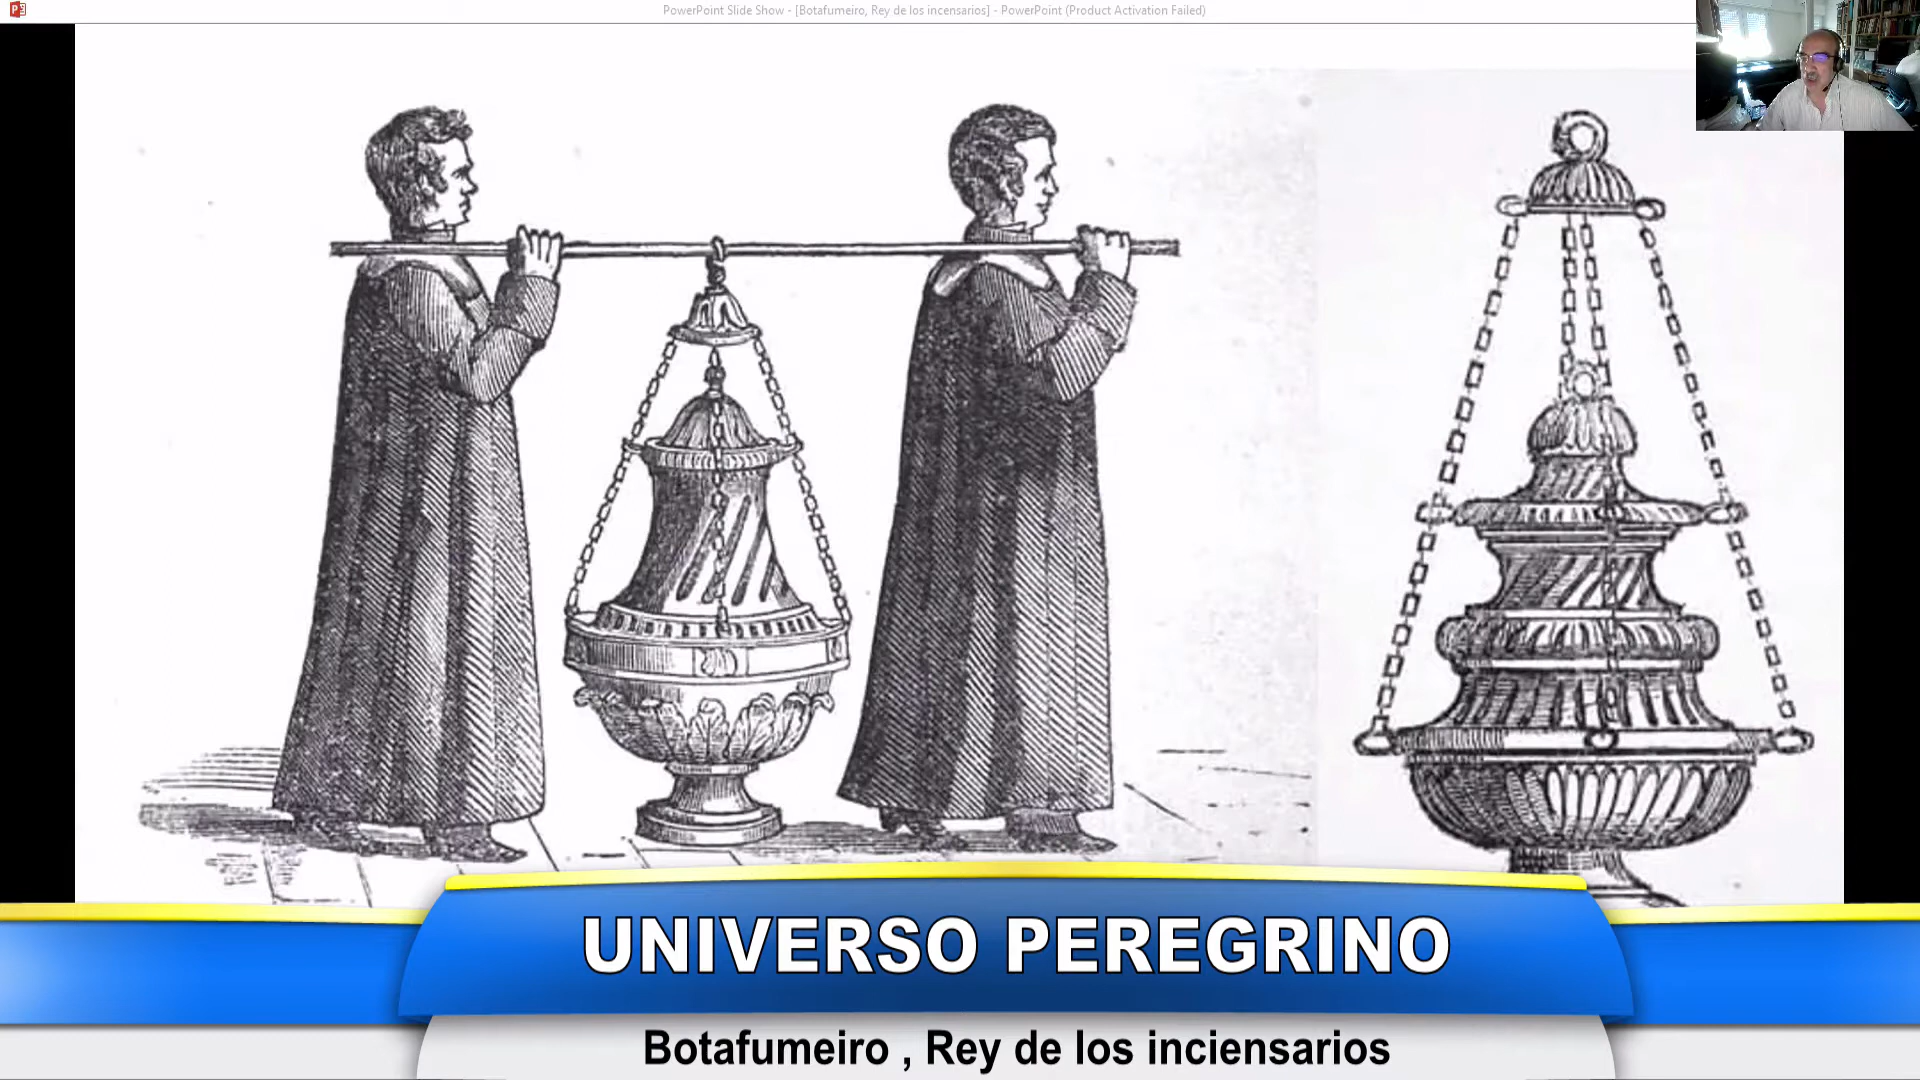 PowerPoint Slide Show - [Botafumeiro, Rey de los incensarios] - PowerPoint (Product Activation Failed)
UNIVERSO PEREGRINO
Botafumeiro , Rey de los inciensarios